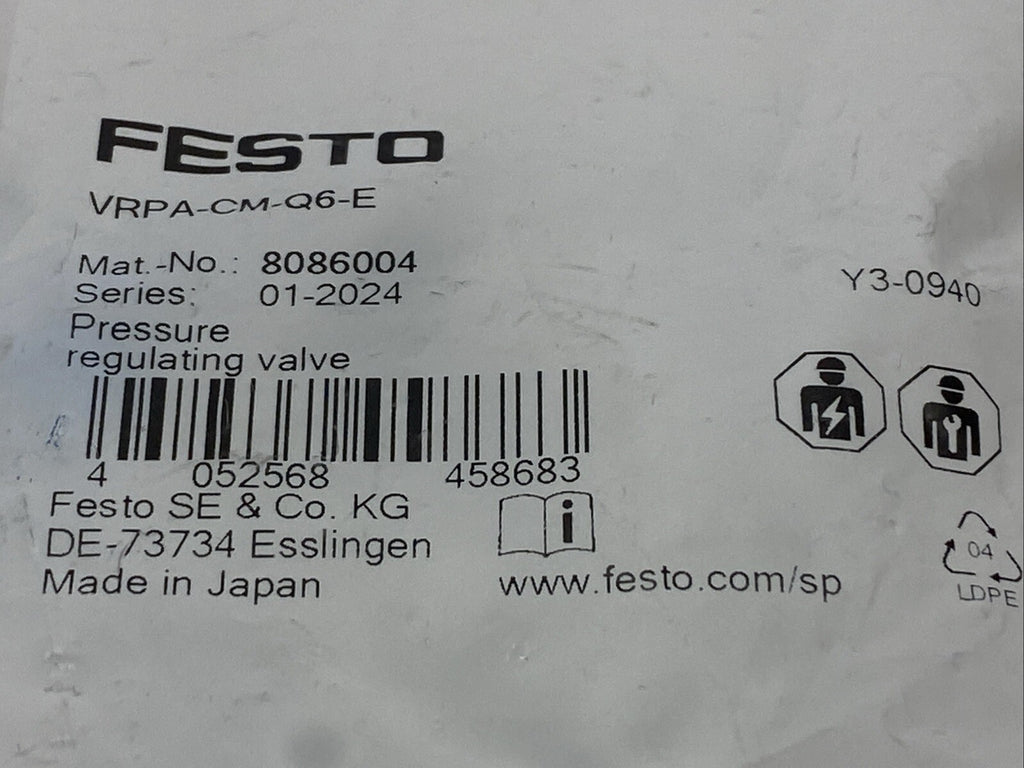 FESTO
VRPA-CM-Q6-E
Mat.-No.: 8086004
Series: 01-2024
Y3-0940
Pressure
regulating valve
4 052568 458683
Festo SE & Co. KG
DE-73734 Esslingen
Made in Japan
i
www.festo.com/sp
04
LDPE